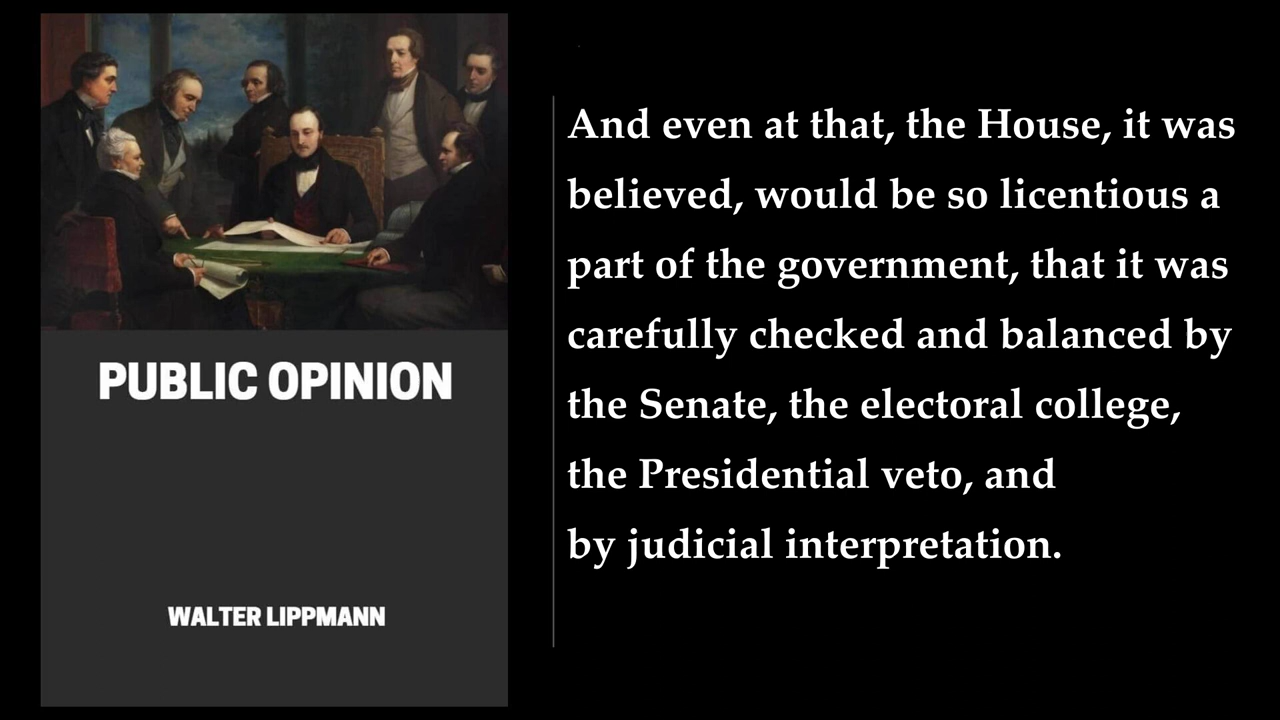 PUBLIC OPINION
WALTER LIPPMANN
And even at that, the House, it was
believed, would be so licentious a
part of the government, that it was
carefully checked and balanced by
the Senate, the electoral college,
the Presidential veto, and
by judicial interpretation.